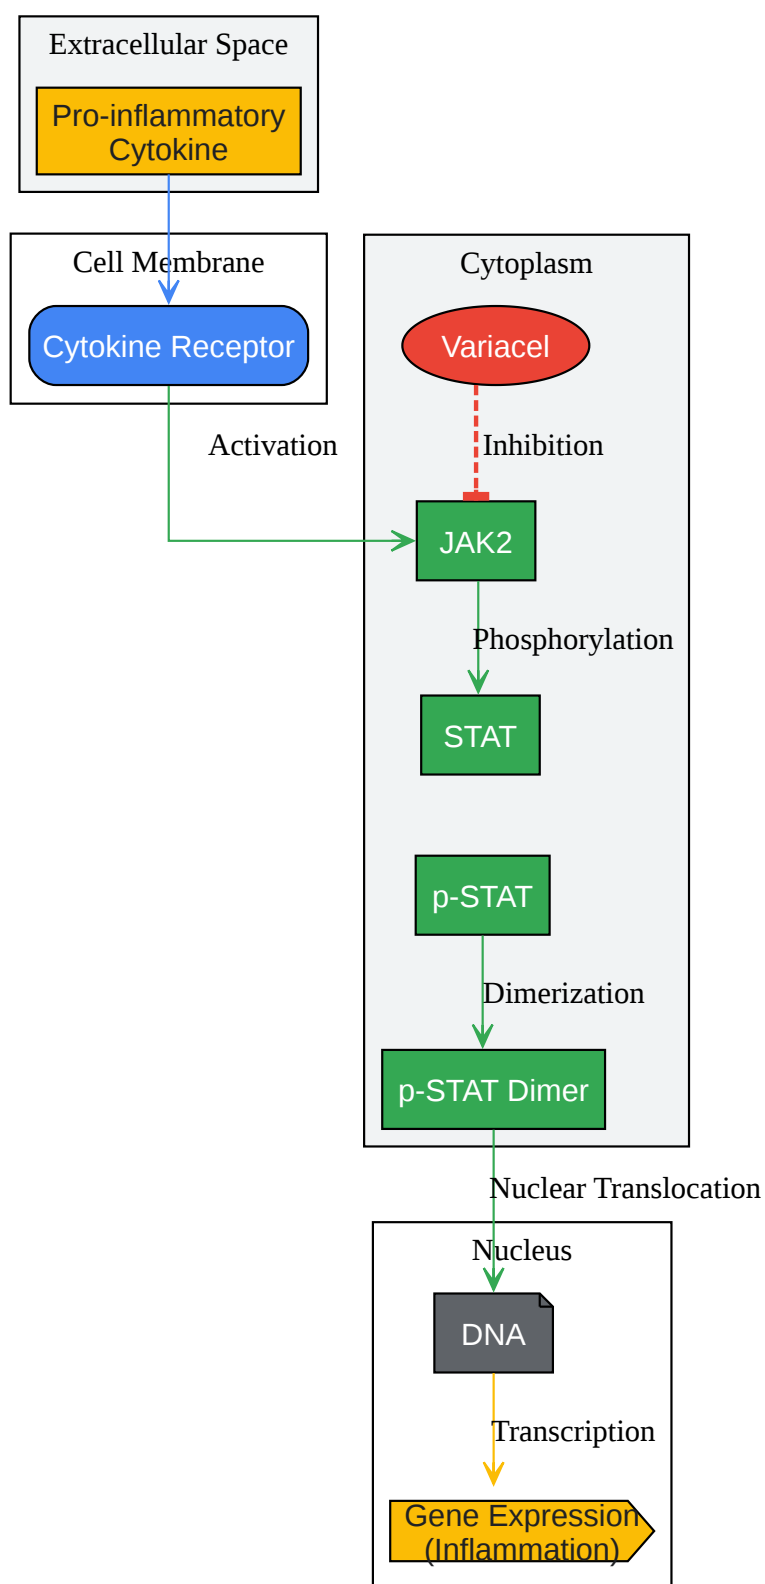 Extracellular Space
Pro-inflammatory
Cytokine
Cell Membrane
Cytokine Receptor
Activation
Cytoplasm
Variacel
Inhibition
JAK2
Phosphorylation
STAT
p-STAT
Dimerization
p-STAT Dimer
Nuclear Translocation
Nucleus
DNA
Transcription
Gene Expression
(Inflammation)